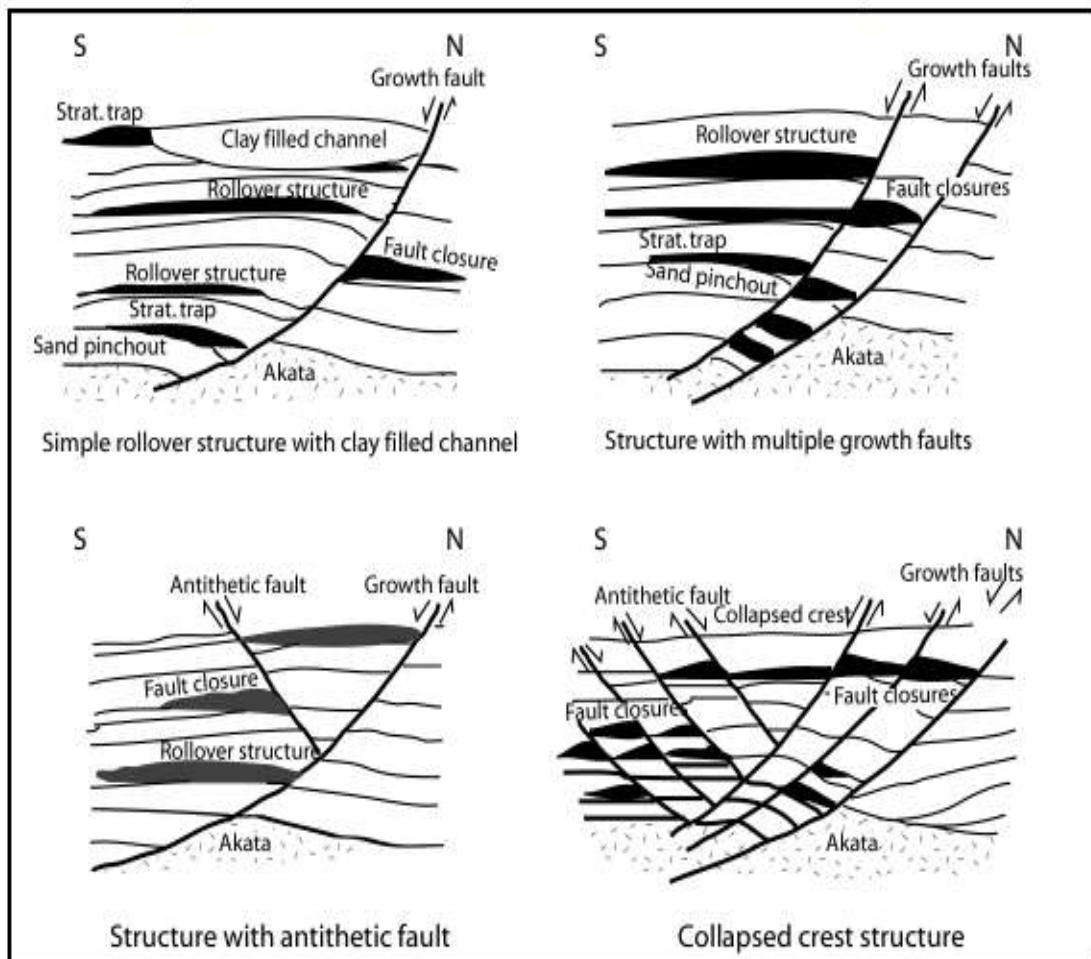 S N
Growth fault
Strat. trap
Clay filled channel
Rollover structure
Fault closure
Rollover structure
Strat. trap
Sand pinchout
Akata
Simple rollover structure with clay filled channel
S N
Growth faults
Rollover structure
Fault closures
Strat. trap
Sand pinchout
Akata
Structure with multiple growth faults
S N
Antithetic fault Growth fault
Fault closure
Rollover structure
Akata
Structure with antithetic fault
S N
Growth faults
Antithetic fault
Collapsed crest
Fault closures
Fault closures
Akata
Collapsed crest structure